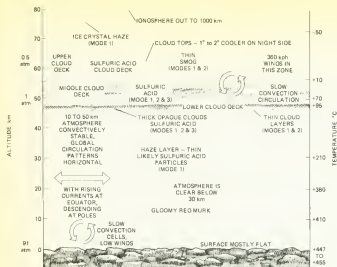 80
IONOSPHERE OUT TO 1000 km
ICE CRYSTAL HAZE
(MODE 1)
CLOUD TOPS – 1° to 2° COOLER ON NIGHT SIDE
70
60
50
40
30
20
10
0
ALTITUDE km
0.6
atm
1
atm
91
atm
UPPER
CLOUD
DECK
SULFURIC ACID
CLOUD DECK
THIN
SMOG
(MODES 1 & 2)
360 kph
WINDS IN
THIS ZONE
MIDDLE CLOUD
DECK
SULFURIC
ACID
(MODE 1, 2 & 3)
SLOW
CONVECTION
CIRCULATION
LOWER CLOUD DECK
10 TO 50 km
ATMOSPHERE
CONVECTIVELY
STABLE,
GLOBAL
CIRCULATION
PATTERNS
HORIZONTAL
THICK OPAQUE CLOUDS
SULFURIC ACID
(MODES 1 2 & 3)
THIN CLOUD
LAYERS
(MODES 1 & 2)
HAZE LAYER – THIN
LIKELY SULFURIC ACID
PARTICLES
(MODE 1)
WITH RISING
CURRENTS AT
EQUATOR,
DESCENDING
AT POLES
ATMOSPHERE IS
CLEAR BELOW
30 km
GLOOMY RED MURK
SLOW
CONVECTION
CELLS,
LOW WINDS
SURFACE MOSTLY FLAT
-50
+10
+70
+95
+210
+380
+410
+447
TO
+455
TEMPERATURE °C